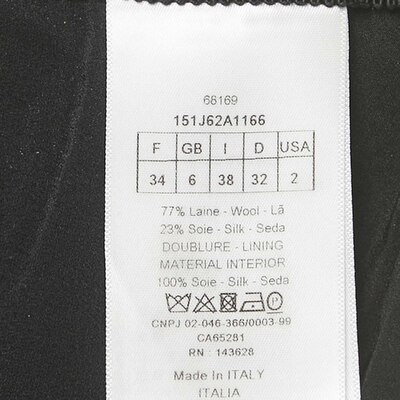 68169
151J62A1166
F GB I D USA
34 6 38 32 2
77% Laine - Wool - Lã
23% Soie - Silk - Seda
DOUBLURE - LINING
MATERIAL INTERIOR
100% Soie - Silk - Seda
CNPJ 02-046-366/0003-99
CA65281
RN : 143628
Made In ITALY
ITALIA